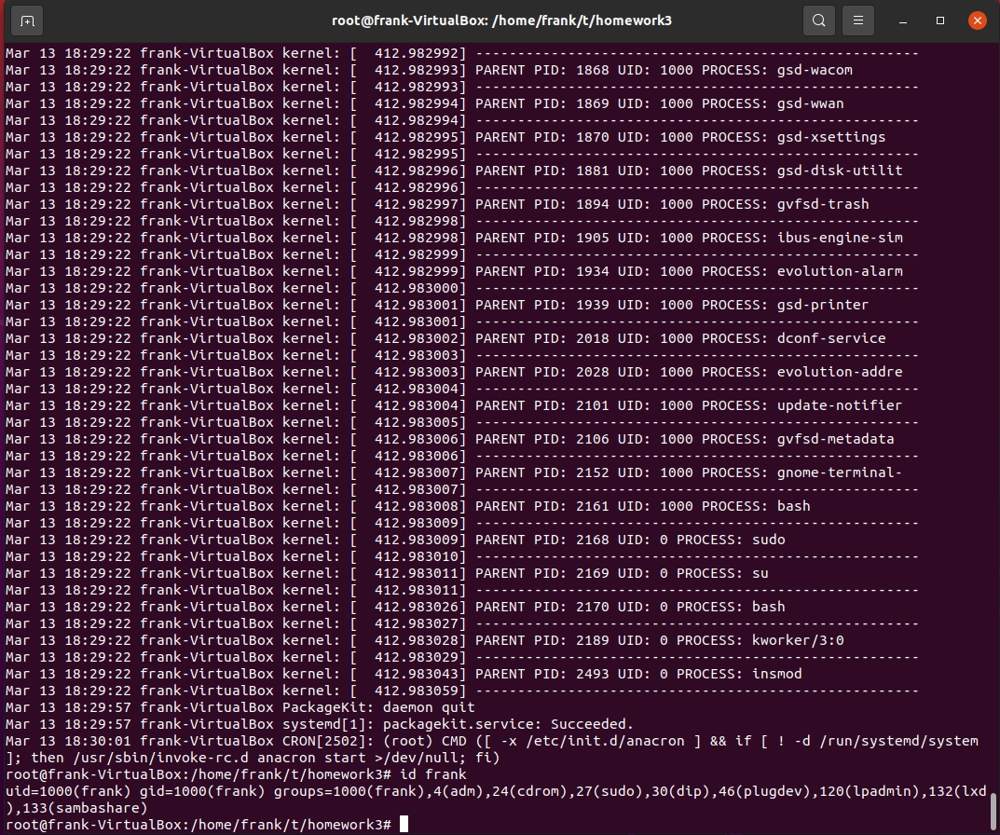 root@frank-VirtualBox: /home/frank/t/homework3
Mar 13 18:29:22 frank-VirtualBox kernel: [  412.982992] -----------------------------------------------------
Mar 13 18:29:22 frank-VirtualBox kernel: [  412.982993] PARENT PID: 1868 UID: 1000 PROCESS: gsd-wacom
Mar 13 18:29:22 frank-VirtualBox kernel: [  412.982993] -----------------------------------------------------
Mar 13 18:29:22 frank-VirtualBox kernel: [  412.982994] PARENT PID: 1869 UID: 1000 PROCESS: gsd-wwan
Mar 13 18:29:22 frank-VirtualBox kernel: [  412.982994] -----------------------------------------------------
Mar 13 18:29:22 frank-VirtualBox kernel: [  412.982995] PARENT PID: 1870 UID: 1000 PROCESS: gsd-xsettings
Mar 13 18:29:22 frank-VirtualBox kernel: [  412.982995] -----------------------------------------------------
Mar 13 18:29:22 frank-VirtualBox kernel: [  412.982996] PARENT PID: 1881 UID: 1000 PROCESS: gsd-disk-utilit
Mar 13 18:29:22 frank-VirtualBox kernel: [  412.982996] -----------------------------------------------------
Mar 13 18:29:22 frank-VirtualBox kernel: [  412.982997] PARENT PID: 1894 UID: 1000 PROCESS: gvfsd-trash
Mar 13 18:29:22 frank-VirtualBox kernel: [  412.982998] -----------------------------------------------------
Mar 13 18:29:22 frank-VirtualBox kernel: [  412.982998] PARENT PID: 1905 UID: 1000 PROCESS: ibus-engine-sim
Mar 13 18:29:22 frank-VirtualBox kernel: [  412.982999] -----------------------------------------------------
Mar 13 18:29:22 frank-VirtualBox kernel: [  412.982999] PARENT PID: 1934 UID: 1000 PROCESS: evolution-alarm
Mar 13 18:29:22 frank-VirtualBox kernel: [  412.983000] -----------------------------------------------------
Mar 13 18:29:22 frank-VirtualBox kernel: [  412.983001] PARENT PID: 1939 UID: 1000 PROCESS: gsd-printer
Mar 13 18:29:22 frank-VirtualBox kernel: [  412.983001] -----------------------------------------------------
Mar 13 18:29:22 frank-VirtualBox kernel: [  412.983002] PARENT PID: 2018 UID: 1000 PROCESS: dconf-service
Mar 13 18:29:22 frank-VirtualBox kernel: [  412.983003] -----------------------------------------------------
Mar 13 18:29:22 frank-VirtualBox kernel: [  412.983003] PARENT PID: 2028 UID: 1000 PROCESS: evolution-addre
Mar 13 18:29:22 frank-VirtualBox kernel: [  412.983004] -----------------------------------------------------
Mar 13 18:29:22 frank-VirtualBox kernel: [  412.983004] PARENT PID: 2101 UID: 1000 PROCESS: update-notifier
Mar 13 18:29:22 frank-VirtualBox kernel: [  412.983005] -----------------------------------------------------
Mar 13 18:29:22 frank-VirtualBox kernel: [  412.983006] PARENT PID: 2106 UID: 1000 PROCESS: gvfsd-metadata
Mar 13 18:29:22 frank-VirtualBox kernel: [  412.983006] -----------------------------------------------------
Mar 13 18:29:22 frank-VirtualBox kernel: [  412.983007] PARENT PID: 2152 UID: 1000 PROCESS: gnome-terminal-
Mar 13 18:29:22 frank-VirtualBox kernel: [  412.983007] -----------------------------------------------------
Mar 13 18:29:22 frank-VirtualBox kernel: [  412.983008] PARENT PID: 2161 UID: 1000 PROCESS: bash
Mar 13 18:29:22 frank-VirtualBox kernel: [  412.983009] -----------------------------------------------------
Mar 13 18:29:22 frank-VirtualBox kernel: [  412.983009] PARENT PID: 2168 UID: 0 PROCESS: sudo
Mar 13 18:29:22 frank-VirtualBox kernel: [  412.983010] -----------------------------------------------------
Mar 13 18:29:22 frank-VirtualBox kernel: [  412.983011] PARENT PID: 2169 UID: 0 PROCESS: su
Mar 13 18:29:22 frank-VirtualBox kernel: [  412.983011] -----------------------------------------------------
Mar 13 18:29:22 frank-VirtualBox kernel: [  412.983026] PARENT PID: 2170 UID: 0 PROCESS: bash
Mar 13 18:29:22 frank-VirtualBox kernel: [  412.983027] -----------------------------------------------------
Mar 13 18:29:22 frank-VirtualBox kernel: [  412.983028] PARENT PID: 2189 UID: 0 PROCESS: kworker/3:0
Mar 13 18:29:22 frank-VirtualBox kernel: [  412.983029] -----------------------------------------------------
Mar 13 18:29:22 frank-VirtualBox kernel: [  412.983043] PARENT PID: 2493 UID: 0 PROCESS: insmod
Mar 13 18:29:22 frank-VirtualBox kernel: [  412.983059] -----------------------------------------------------
Mar 13 18:29:57 frank-VirtualBox PackageKit: daemon quit
Mar 13 18:29:57 frank-VirtualBox systemd[1]: packagekit.service: Succeeded.
Mar 13 18:30:01 frank-VirtualBox CRON[2502]: (root) CMD ([ -x /etc/init.d/anacron ] && if [ ! -d /run/systemd/system
]; then /usr/sbin/invoke-rc.d anacron start >/dev/null; fi)
root@frank-VirtualBox:/home/frank/t/homework3# id frank
uid=1000(frank) gid=1000(frank) groups=1000(frank),4(adm),24(cdrom),27(sudo),30(dip),46(plugdev),120(lpadmin),132(lxd
),133(sambashare)
root@frank-VirtualBox:/home/frank/t/homework3#